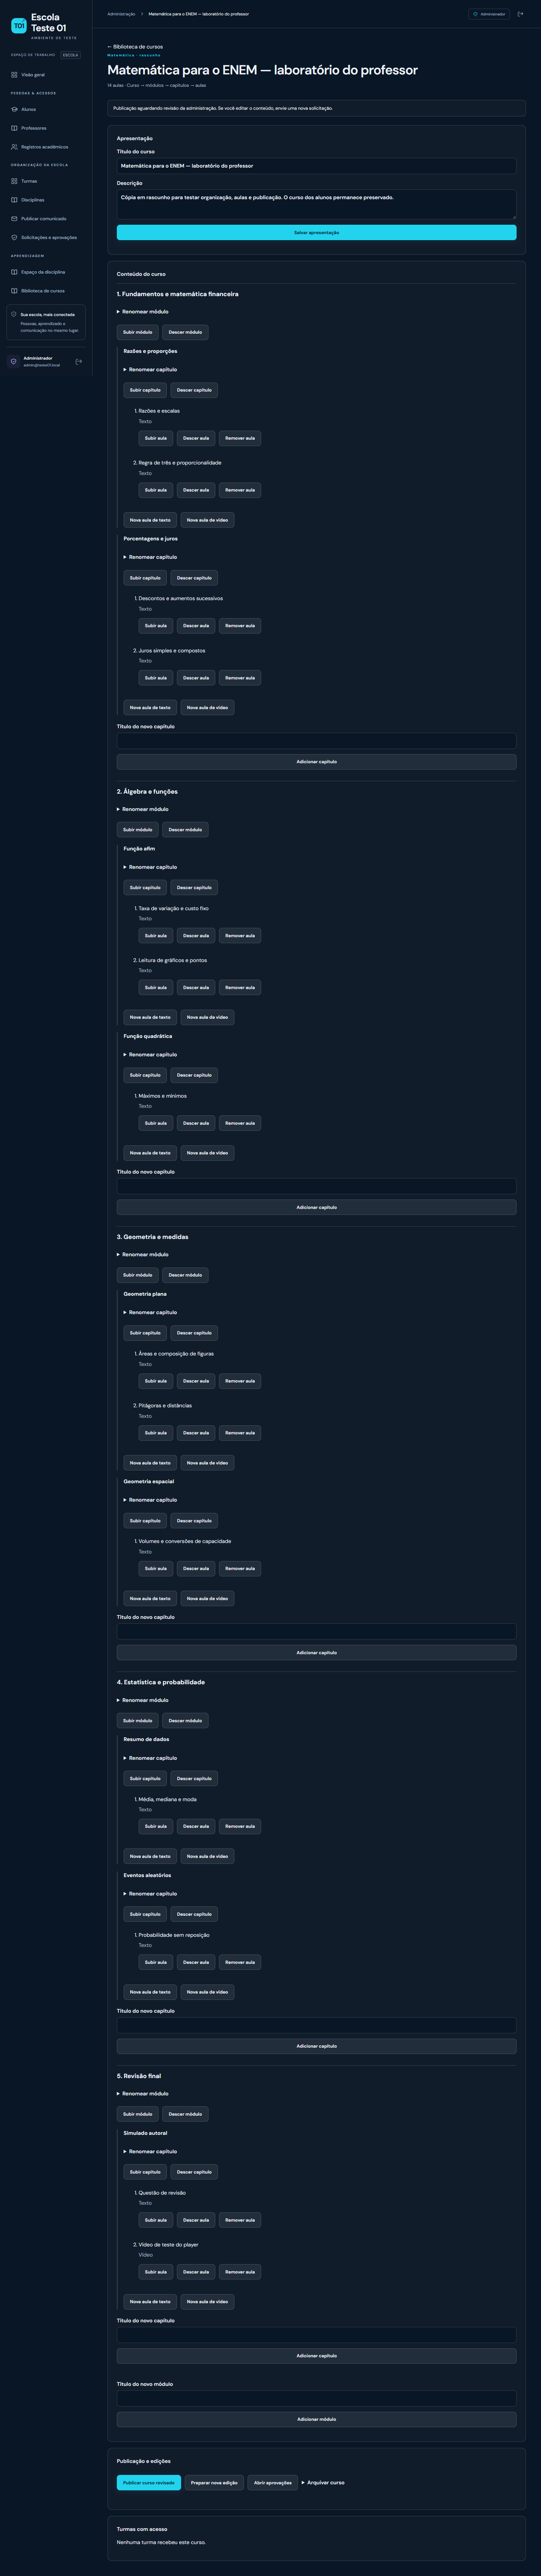 T01
Escola
Teste 01
AMBIENTE DE TESTE
ESPAÇO DE TRABALHO
ESCOLA
Visão geral
PESSOAS & ACESSOS
Alunos
Professores
Registros acadêmicos
ORGANIZAÇÃO DA ESCOLA
Turmas
Disciplinas
Publicar comunicado
Solicitações e aprovações
APRENDIZAGEM
Espaço da disciplina
Biblioteca de cursos
Sua escola, mais conectada
Pessoas, aprendizado e
comunicação no mesmo lugar.
Administrador
admin@teste01.local
Administração
Matemática para o ENEM — laboratório do professor
Administrador
← Biblioteca de cursos
Matemática · rascunho
Matemática para o ENEM — laboratório do professor
14 aulas · Curso → módulos → capítulos → aulas
Publicação aguardando revisão da administração. Se você editar o conteúdo, envie uma nova solicitação.
Apresentação
Título do curso
Matemática para o ENEM — laboratório do professor
Descrição
Cópia em rascunho para testar organização, aulas e publicação. O curso dos alunos permanece preservado.
Salvar apresentação
Conteúdo do curso
1. Fundamentos e matemática financeira
Renomear módulo
Subir módulo Descer módulo
Razões e proporções
Renomear capítulo
Subir capítulo Descer capítulo
1. Razões e escalas
Texto
Subir aula Descer aula Remover aula
2. Regra de três e proporcionalidade
Texto
Subir aula Descer aula Remover aula
Nova aula de texto Nova aula de vídeo
Porcentagens e juros
Renomear capítulo
Subir capítulo Descer capítulo
1. Descontos e aumentos sucessivos
Texto
Subir aula Descer aula Remover aula
2. Juros simples e compostos
Texto
Subir aula Descer aula Remover aula
Nova aula de texto Nova aula de vídeo
Título do novo capítulo
Adicionar capítulo
2. Álgebra e funções
Renomear módulo
Subir módulo Descer módulo
Função afim
Renomear capítulo
Subir capítulo Descer capítulo
1. Taxa de variação e custo fixo
Texto
Subir aula Descer aula Remover aula
2. Leitura de gráficos e pontos
Texto
Subir aula Descer aula Remover aula
Nova aula de texto Nova aula de vídeo
Função quadrática
Renomear capítulo
Subir capítulo Descer capítulo
1. Máximos e mínimos
Texto
Subir aula Descer aula Remover aula
Nova aula de texto Nova aula de vídeo
Título do novo capítulo
Adicionar capítulo
3. Geometria e medidas
Renomear módulo
Subir módulo Descer módulo
Geometria plana
Renomear capítulo
Subir capítulo Descer capítulo
1. Áreas e composição de figuras
Texto
Subir aula Descer aula Remover aula
2. Pitágoras e distâncias
Texto
Subir aula Descer aula Remover aula
Nova aula de texto Nova aula de vídeo
Geometria espacial
Renomear capítulo
Subir capítulo Descer capítulo
1. Volumes e conversões de capacidade
Texto
Subir aula Descer aula Remover aula
Nova aula de texto Nova aula de vídeo
Título do novo capítulo
Adicionar capítulo
4. Estatística e probabilidade
Renomear módulo
Subir módulo Descer módulo
Resumo de dados
Renomear capítulo
Subir capítulo Descer capítulo
1. Média, mediana e moda
Texto
Subir aula Descer aula Remover aula
Nova aula de texto Nova aula de vídeo
Eventos aleatórios
Renomear capítulo
Subir capítulo Descer capítulo
1. Probabilidade sem reposição
Texto
Subir aula Descer aula Remover aula
Nova aula de texto Nova aula de vídeo
Título do novo capítulo
Adicionar capítulo
5. Revisão final
Renomear módulo
Subir módulo Descer módulo
Simulado autoral
Renomear capítulo
Subir capítulo Descer capítulo
1. Questão de revisão
Texto
Subir aula Descer aula Remover aula
2. Vídeo de teste do player
Vídeo
Subir aula Descer aula Remover aula
Nova aula de texto Nova aula de vídeo
Título do novo capítulo
Adicionar capítulo
Título do novo módulo
Adicionar módulo
Publicação e edições
Publicar curso revisado Preparar nova edição Abrir aprovações Arquivar curso
Turmas com acesso
Nenhuma turma recebeu este curso.